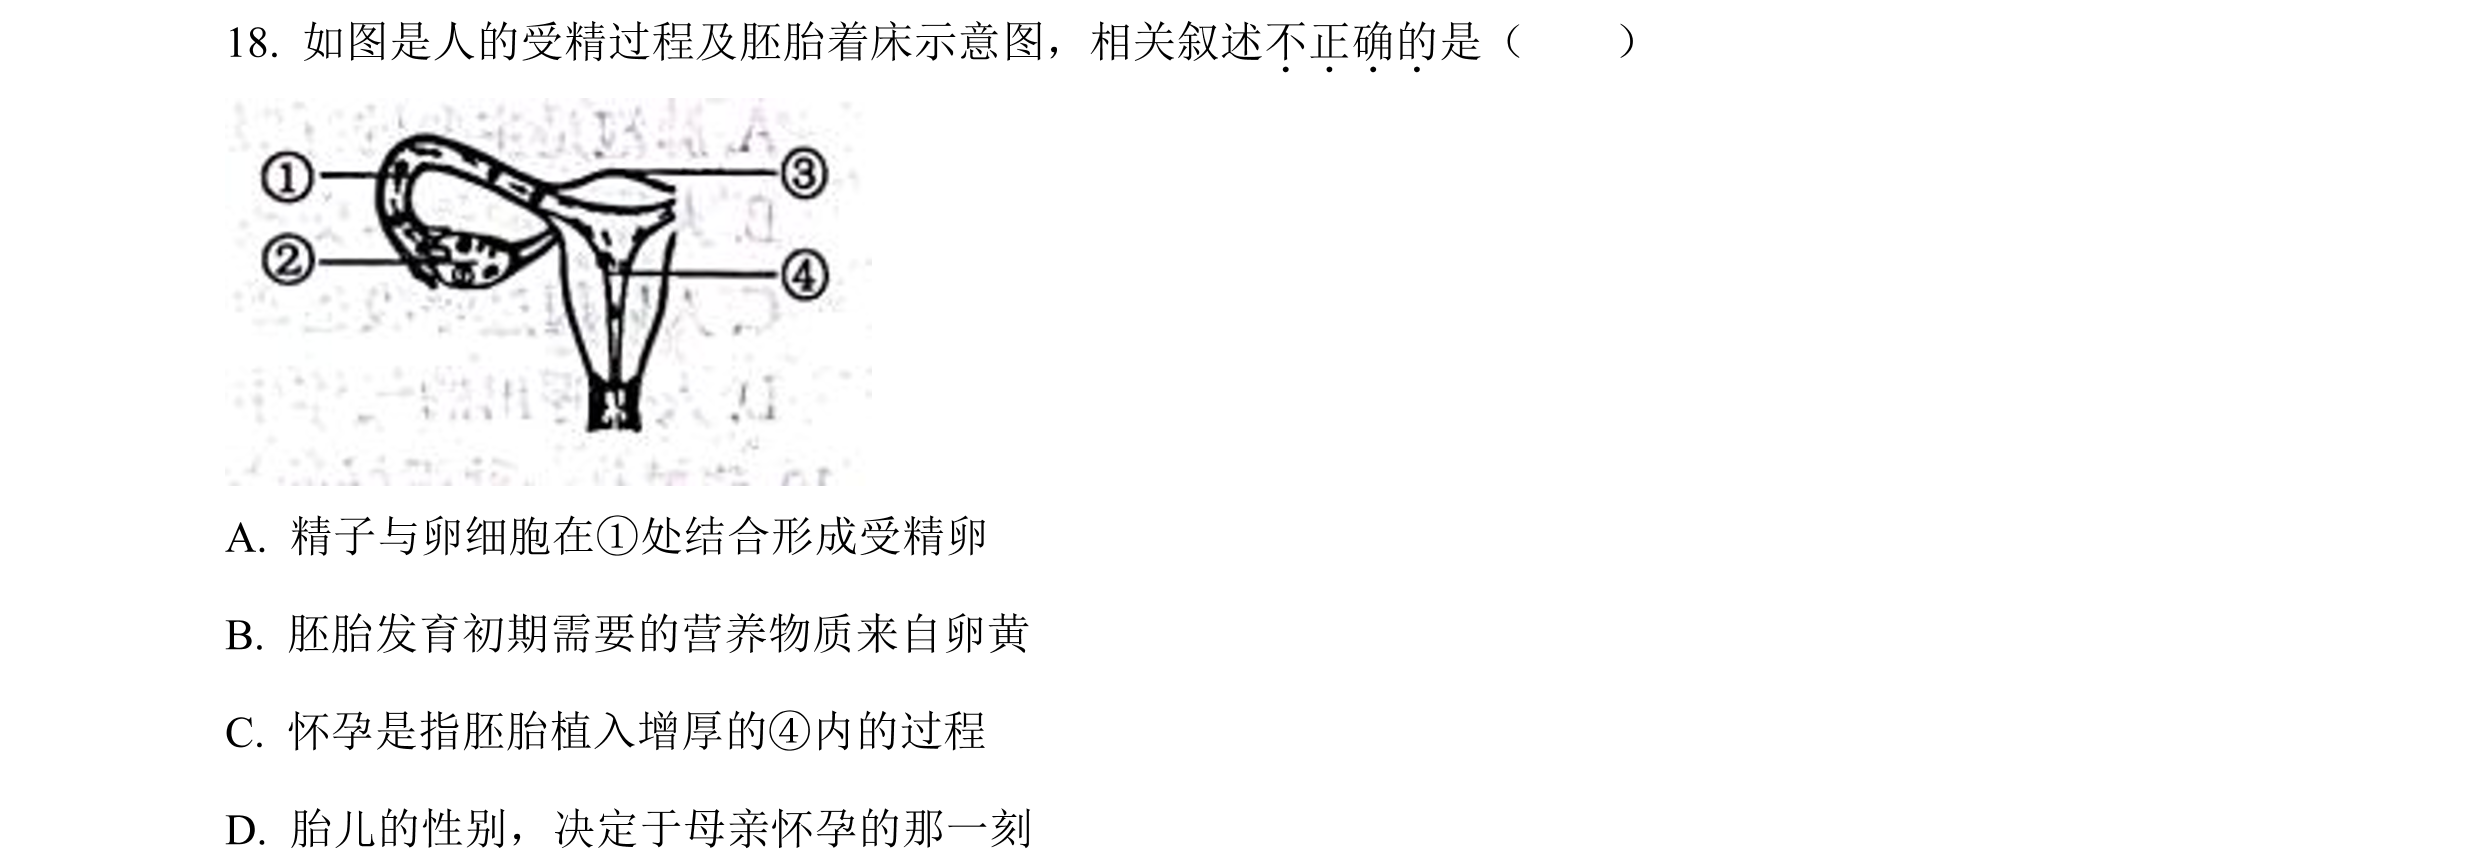 18. 如图是人的受精过程及胚胎着床示意图，相关叙述不正确的是（　　）
① ③
② ④
A. 精子与卵细胞在①处结合形成受精卵
B. 胚胎发育初期需要的营养物质来自卵黄
C. 怀孕是指胚胎植入增厚的④内的过程
D. 胎儿的性别，决定于母亲怀孕的那一刻